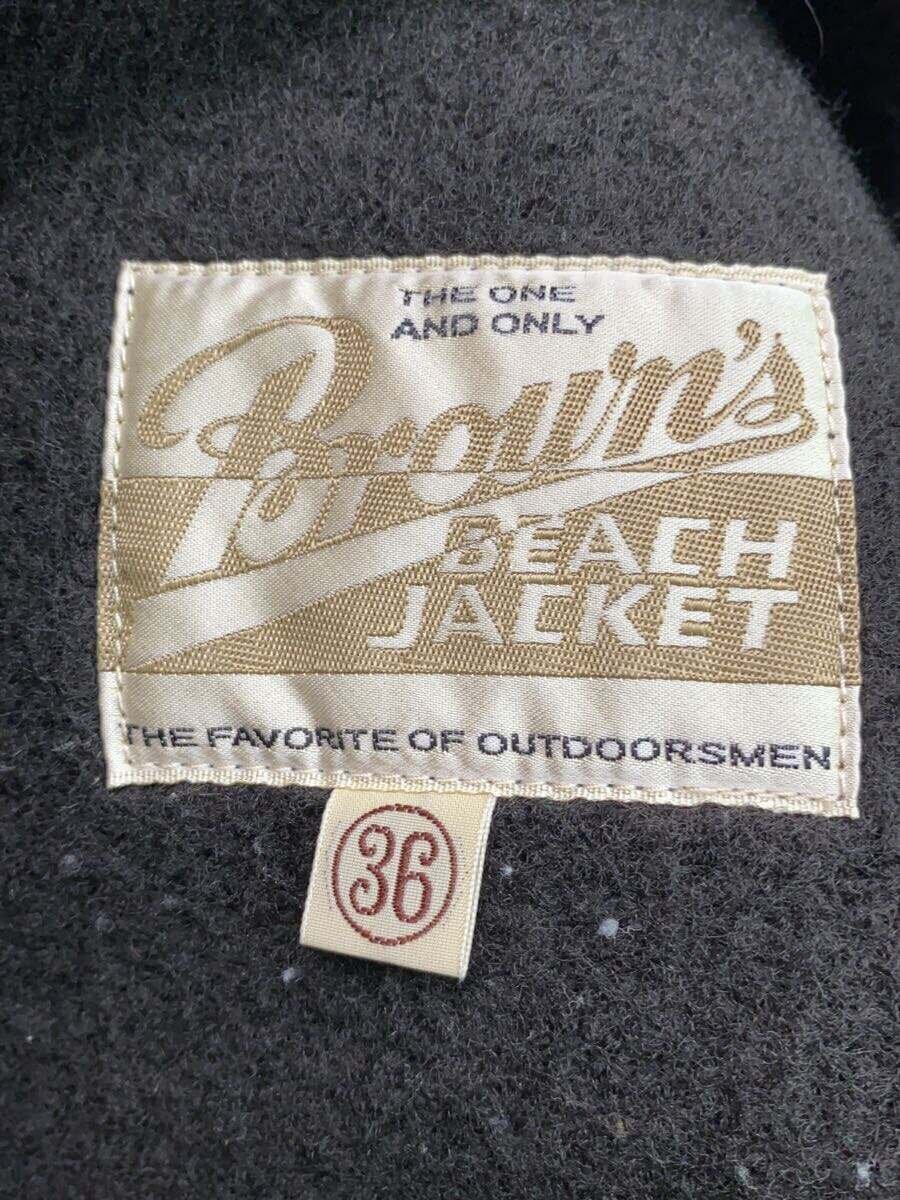 THE ONE
AND ONLY
Brown's
BEACH
JACKET
THE FAVORITE OF OUTDOORSMEN
36